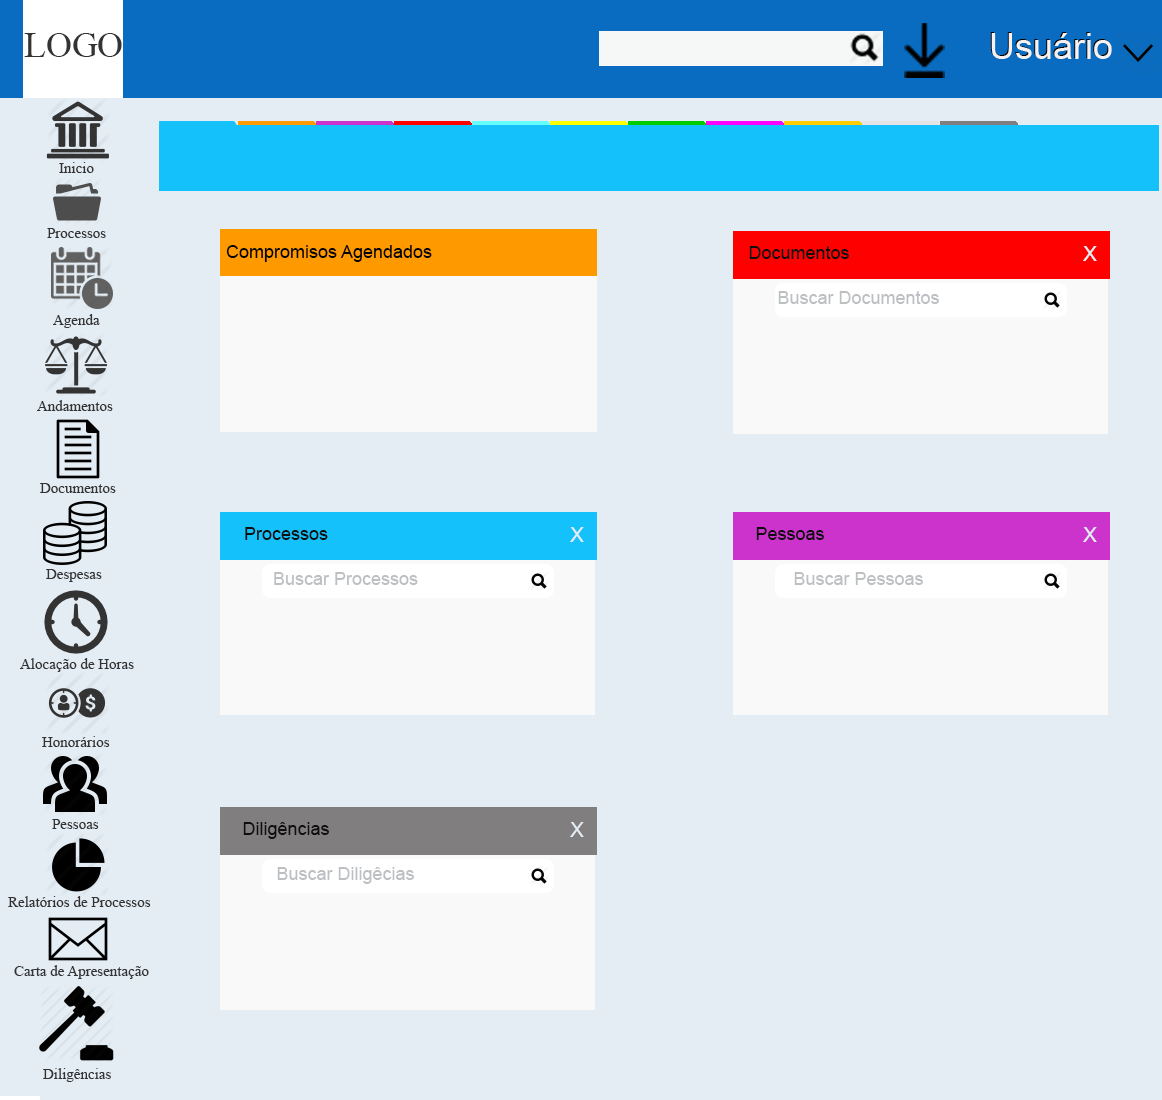 LOGO
Usuário
Inicio
Processos
Agenda
Andamentos
Documentos
Despesas
Alocação de Horas
Honorários
Pessoas
Relatórios de Processos
Carta de Apresentação
Diligências
Compromisos Agendados
Documentos X
Buscar Documentos
Processos X
Buscar Processos
Pessoas X
Buscar Pessoas
Diligências X
Buscar Diligêcias